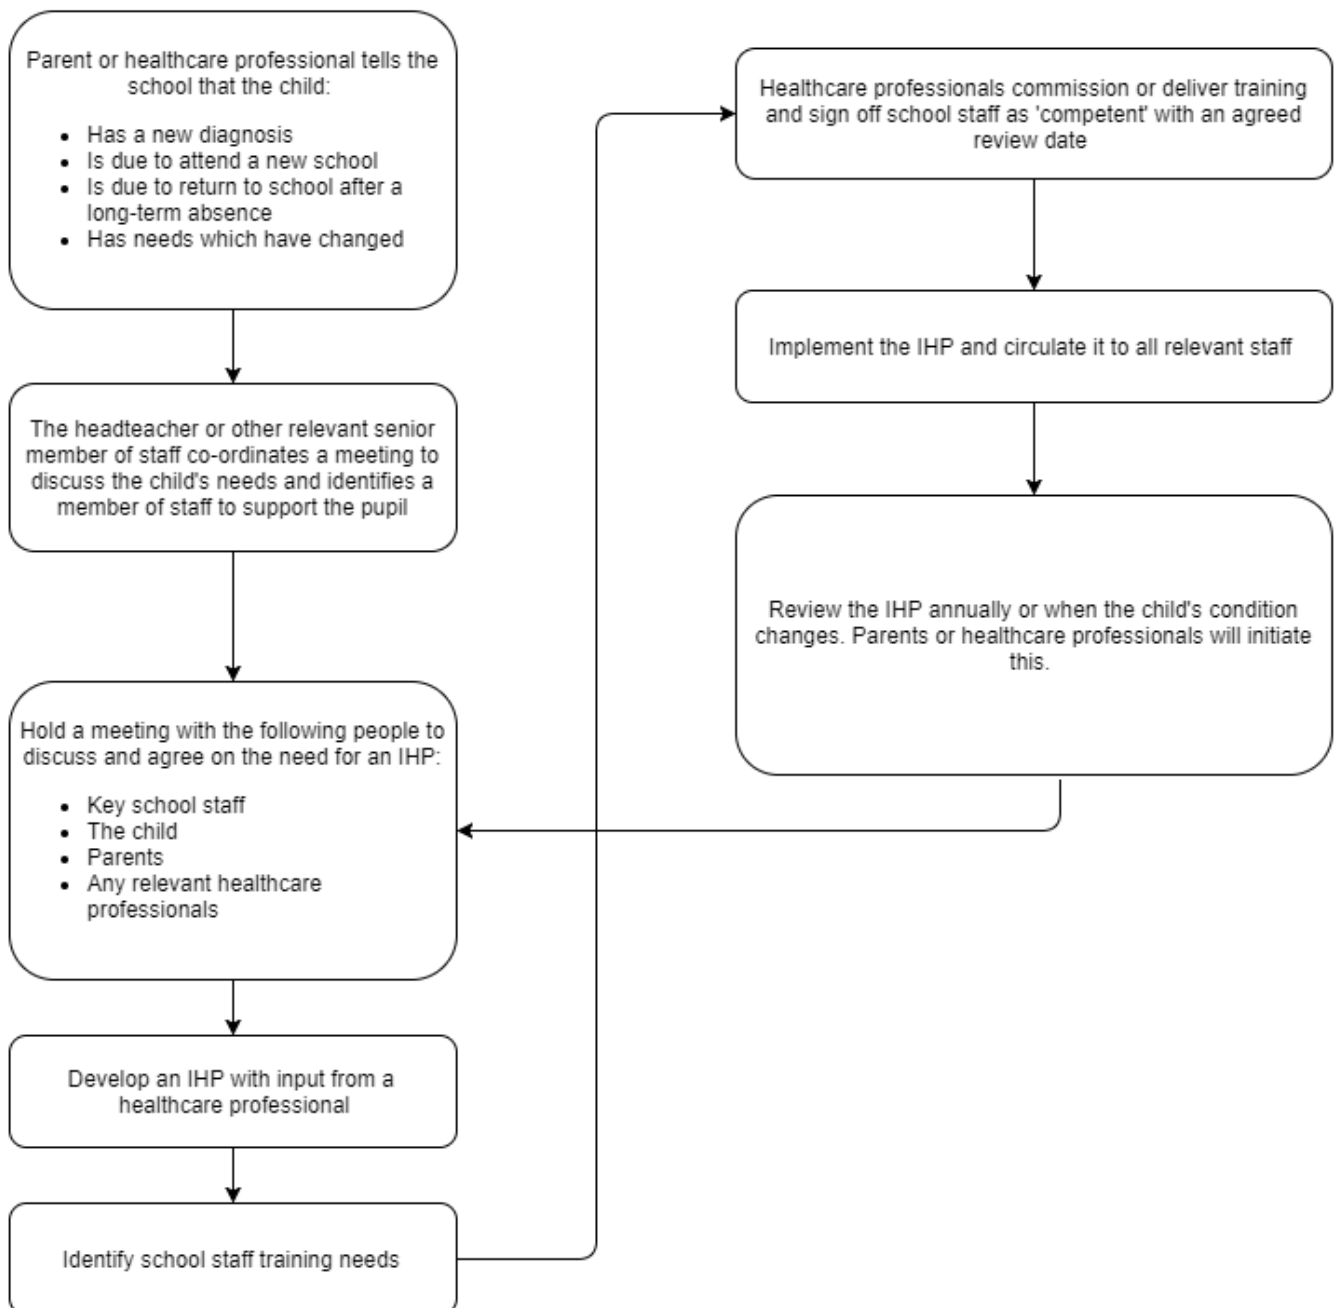 Parent or healthcare professional tells the
school that the child:
• Has a new diagnosis
• Is due to attend a new school
• Is due to return to school after a
long-term absence
• Has needs which have changed
The headteacher or other relevant senior
member of staff co-ordinates a meeting to
discuss the child's needs and identifies a
member of staff to support the pupil
Hold a meeting with the following people to
discuss and agree on the need for an IHP:
• Key school staff
• The child
• Parents
• Any relevant healthcare
professionals
Develop an IHP with input from a
healthcare professional
Identify school staff training needs
Healthcare professionals commission or deliver training
and sign off school staff as 'competent' with an agreed
review date
Implement the IHP and circulate it to all relevant staff
Review the IHP annually or when the child's condition
changes. Parents or healthcare professionals will initiate
this.